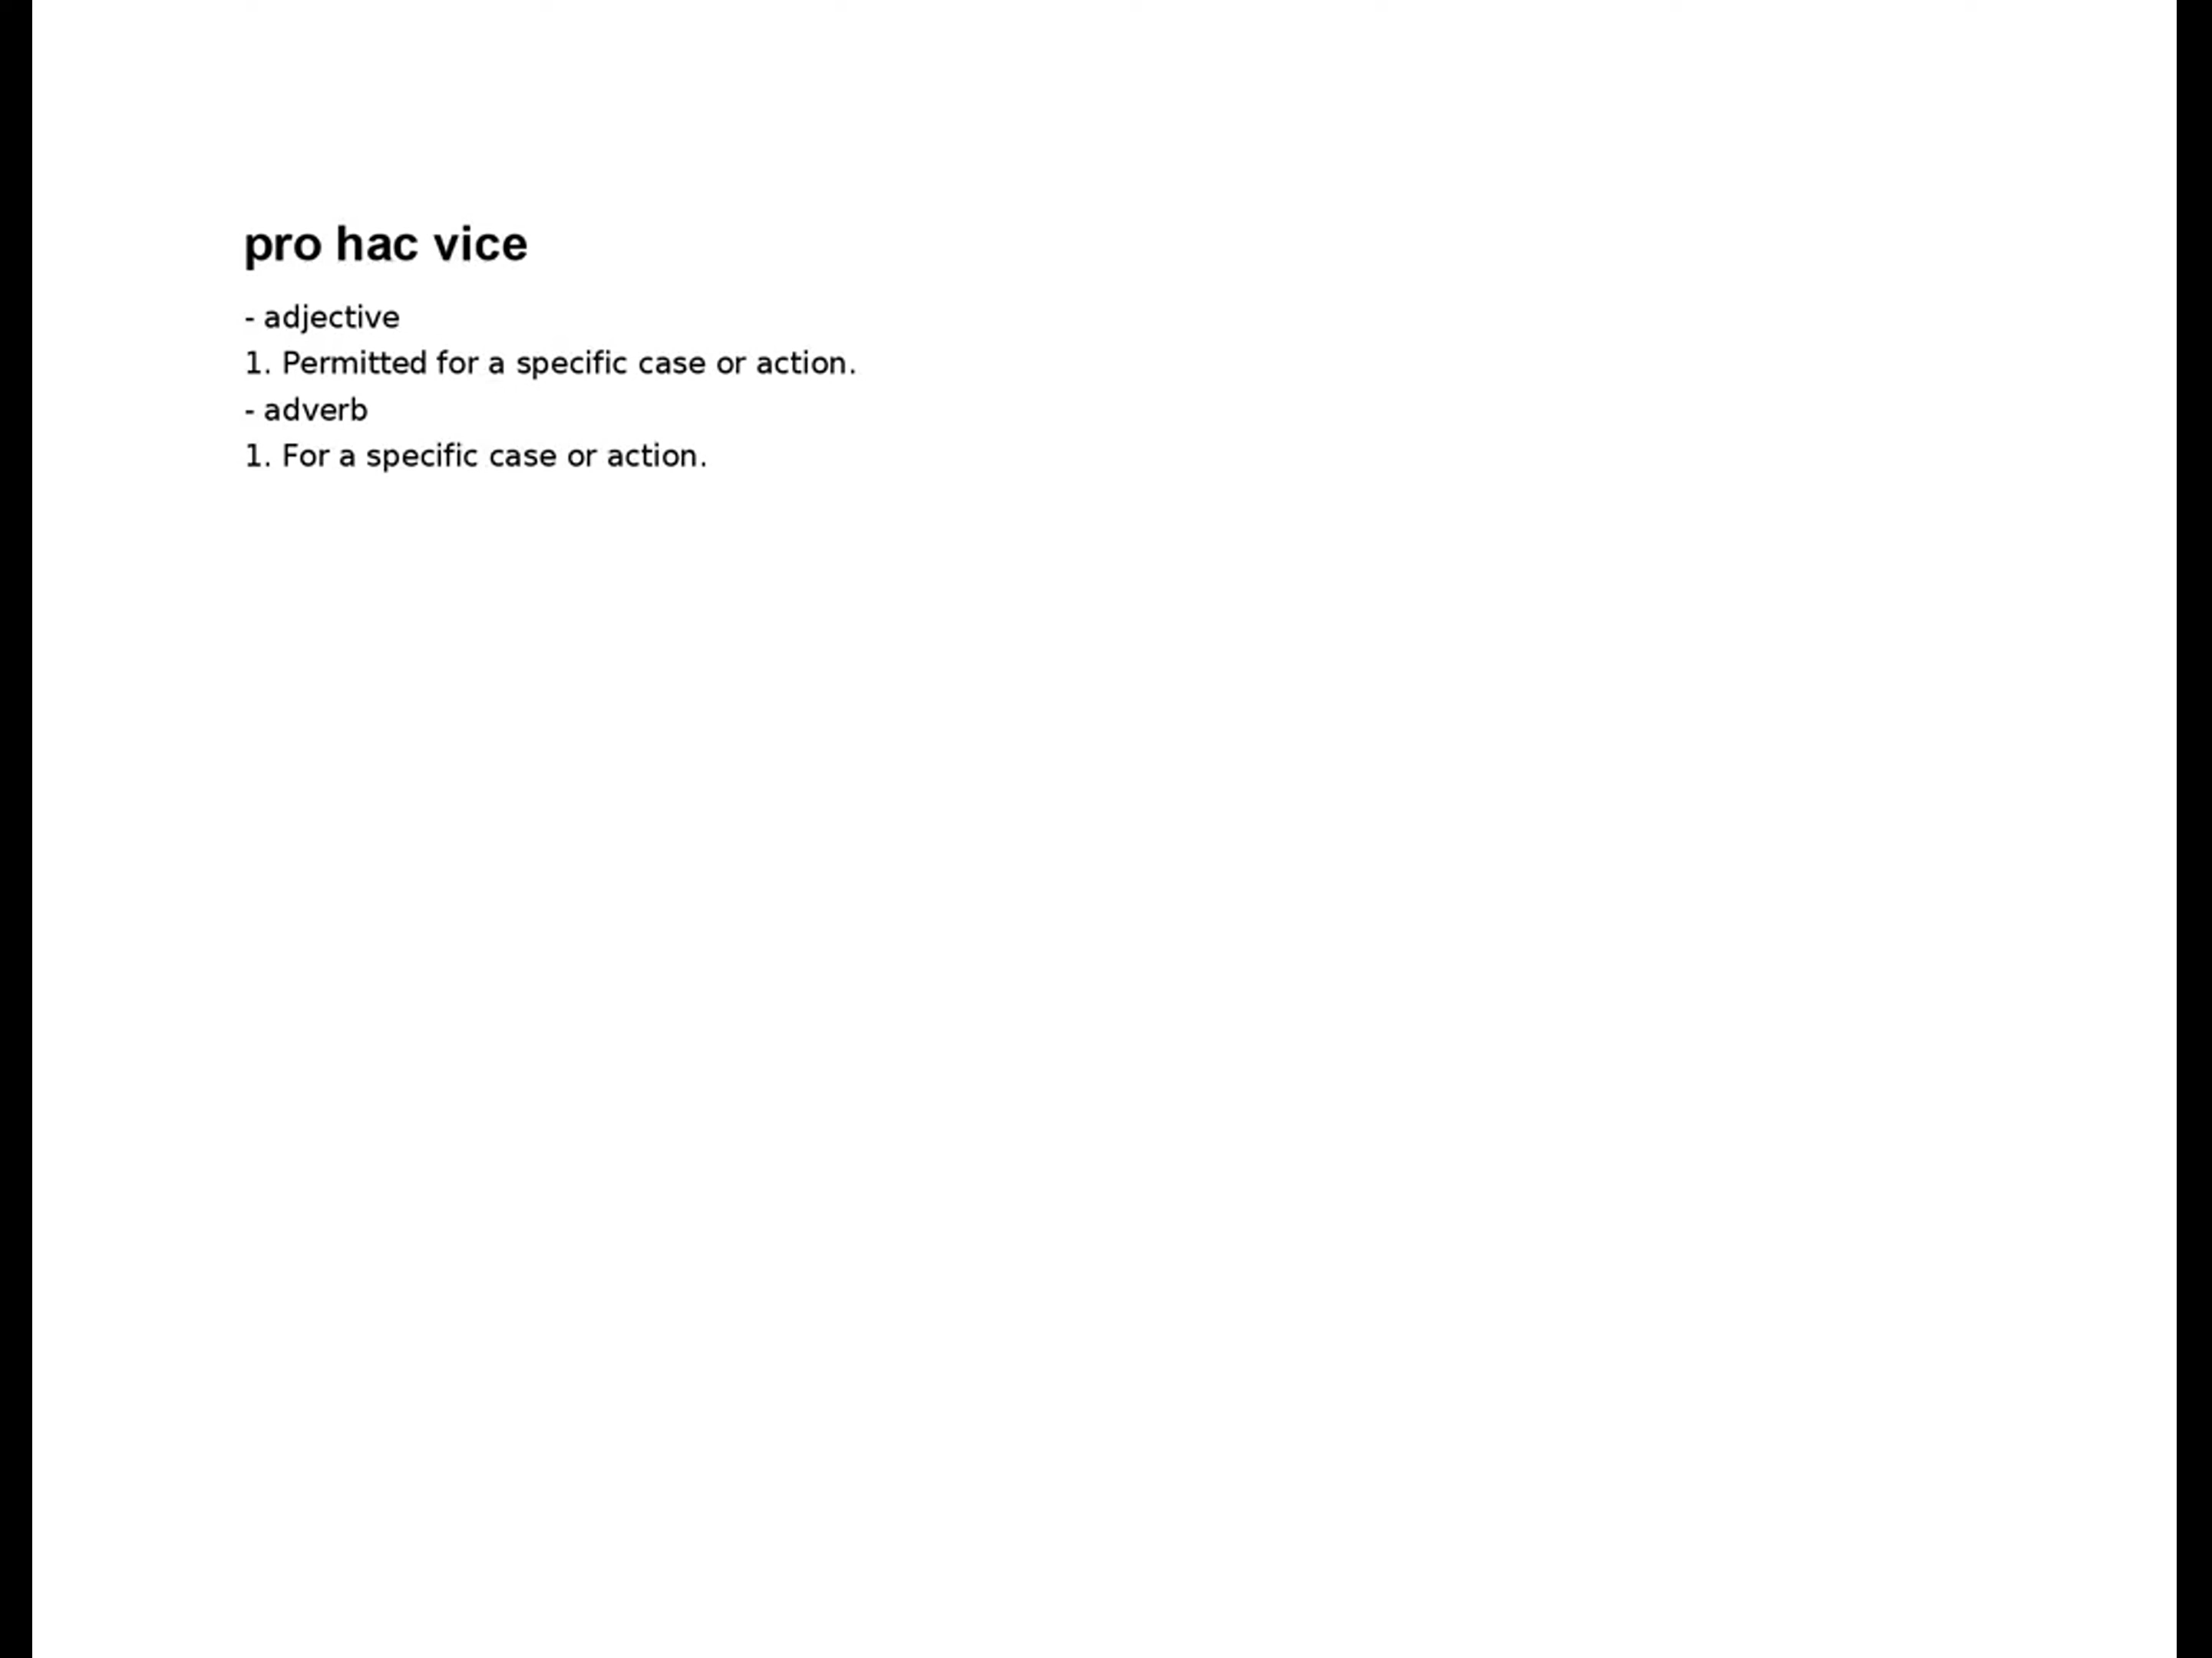 pro hac vice
- adjective
1. Permitted for a specific case or action.
- adverb
1. For a specific case or action.